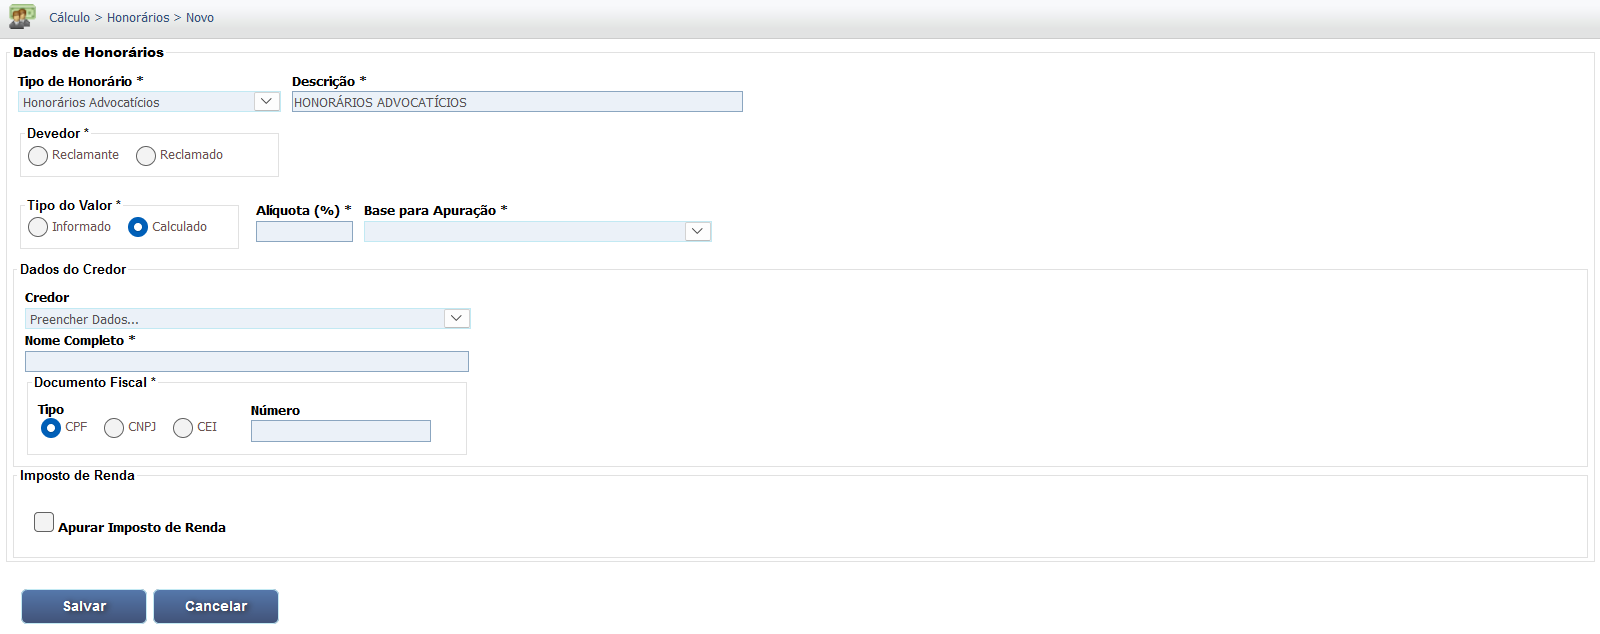 Cálculo > Honorários > Novo
Dados de Honorários
Tipo de Honorário * Descrição *
Honorários Advocatícios HONORÁRIOS ADVOCATÍCIOS
Devedor *
Reclamante Reclamado
Tipo do Valor * Alíquota (%) * Base para Apuração *
Informado Calculado
Dados do Credor
Credor
Preencher Dados...
Nome Completo *
Documento Fiscal *
Tipo Número
CPF CNPJ CEI
Imposto de Renda
Apurar Imposto de Renda
Salvar Cancelar